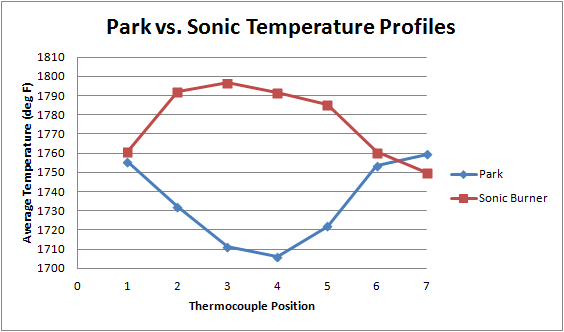 Park vs. Sonic Temperature Profiles
Average Temperature (deg F)
1810
1800
1790
1780
1770
1760
1750
1740
1730
1720
1710
1700
0 1 2 3 4 5 6 7
Thermocouple Position
Park
Sonic Burner